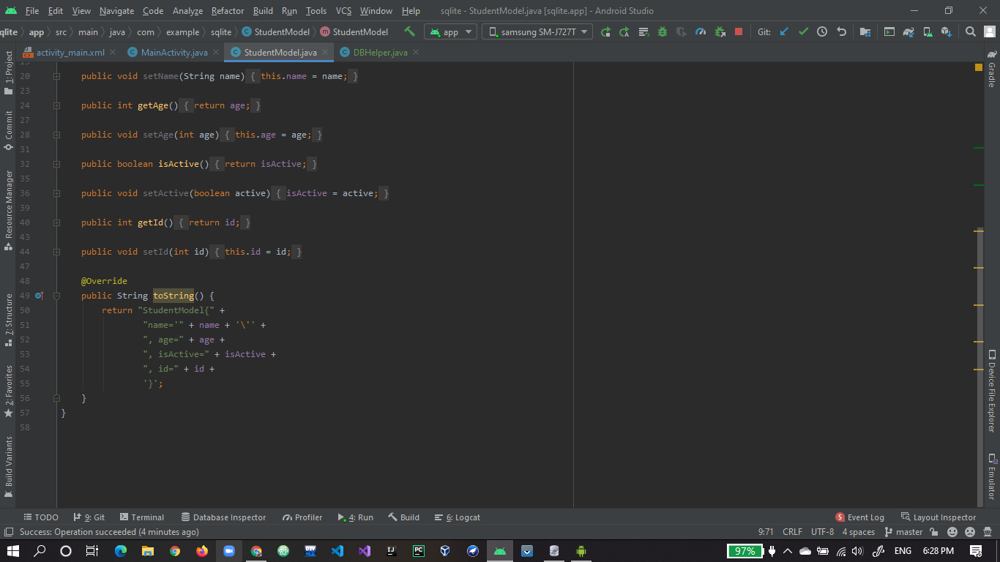 File Edit View Navigate Code Analyze Refactor Build Run Tools VCS Window Help sqlite - StudentModel.java [sqlite.app] - Android Studio
qlite app src main java com example sqlite StudentModel StudentModel app samsung SM-J727T Git:
activity_main.xml MainActivity.java StudentModel.java DBHelper.java
1: Project
Commit
Resource Manager
7: Structure
2: Favorites
Build Variants
20 public void setName(String name) { this.name = name; }
23
24 public int getAge() { return age; }
27
28 public void setAge(int age) { this.age = age; }
31
32 public boolean isActive() { return isActive; }
35
36 public void setActive(boolean active) { isActive = active; }
39
40 public int getId() { return id; }
43
44 public void setId(int id) { this.id = id; }
47
48 @Override
49 public String toString() {
50 return "StudentModel{" +
51 "name='" + name + '\'' +
52 ", age=" + age +
53 ", isActive=" + isActive +
54 ", id=" + id +
55 '}';
56 }
57 }
58
Gradle
Device File Explorer
Emulator
TODO 9: Git Terminal Database Inspector Profiler 4: Run Build 6: Logcat 5 Event Log Layout Inspector
Success: Operation succeeded (4 minutes ago) 9:71 CRLF UTF-8 4 spaces master
97% ENG 6:28 PM